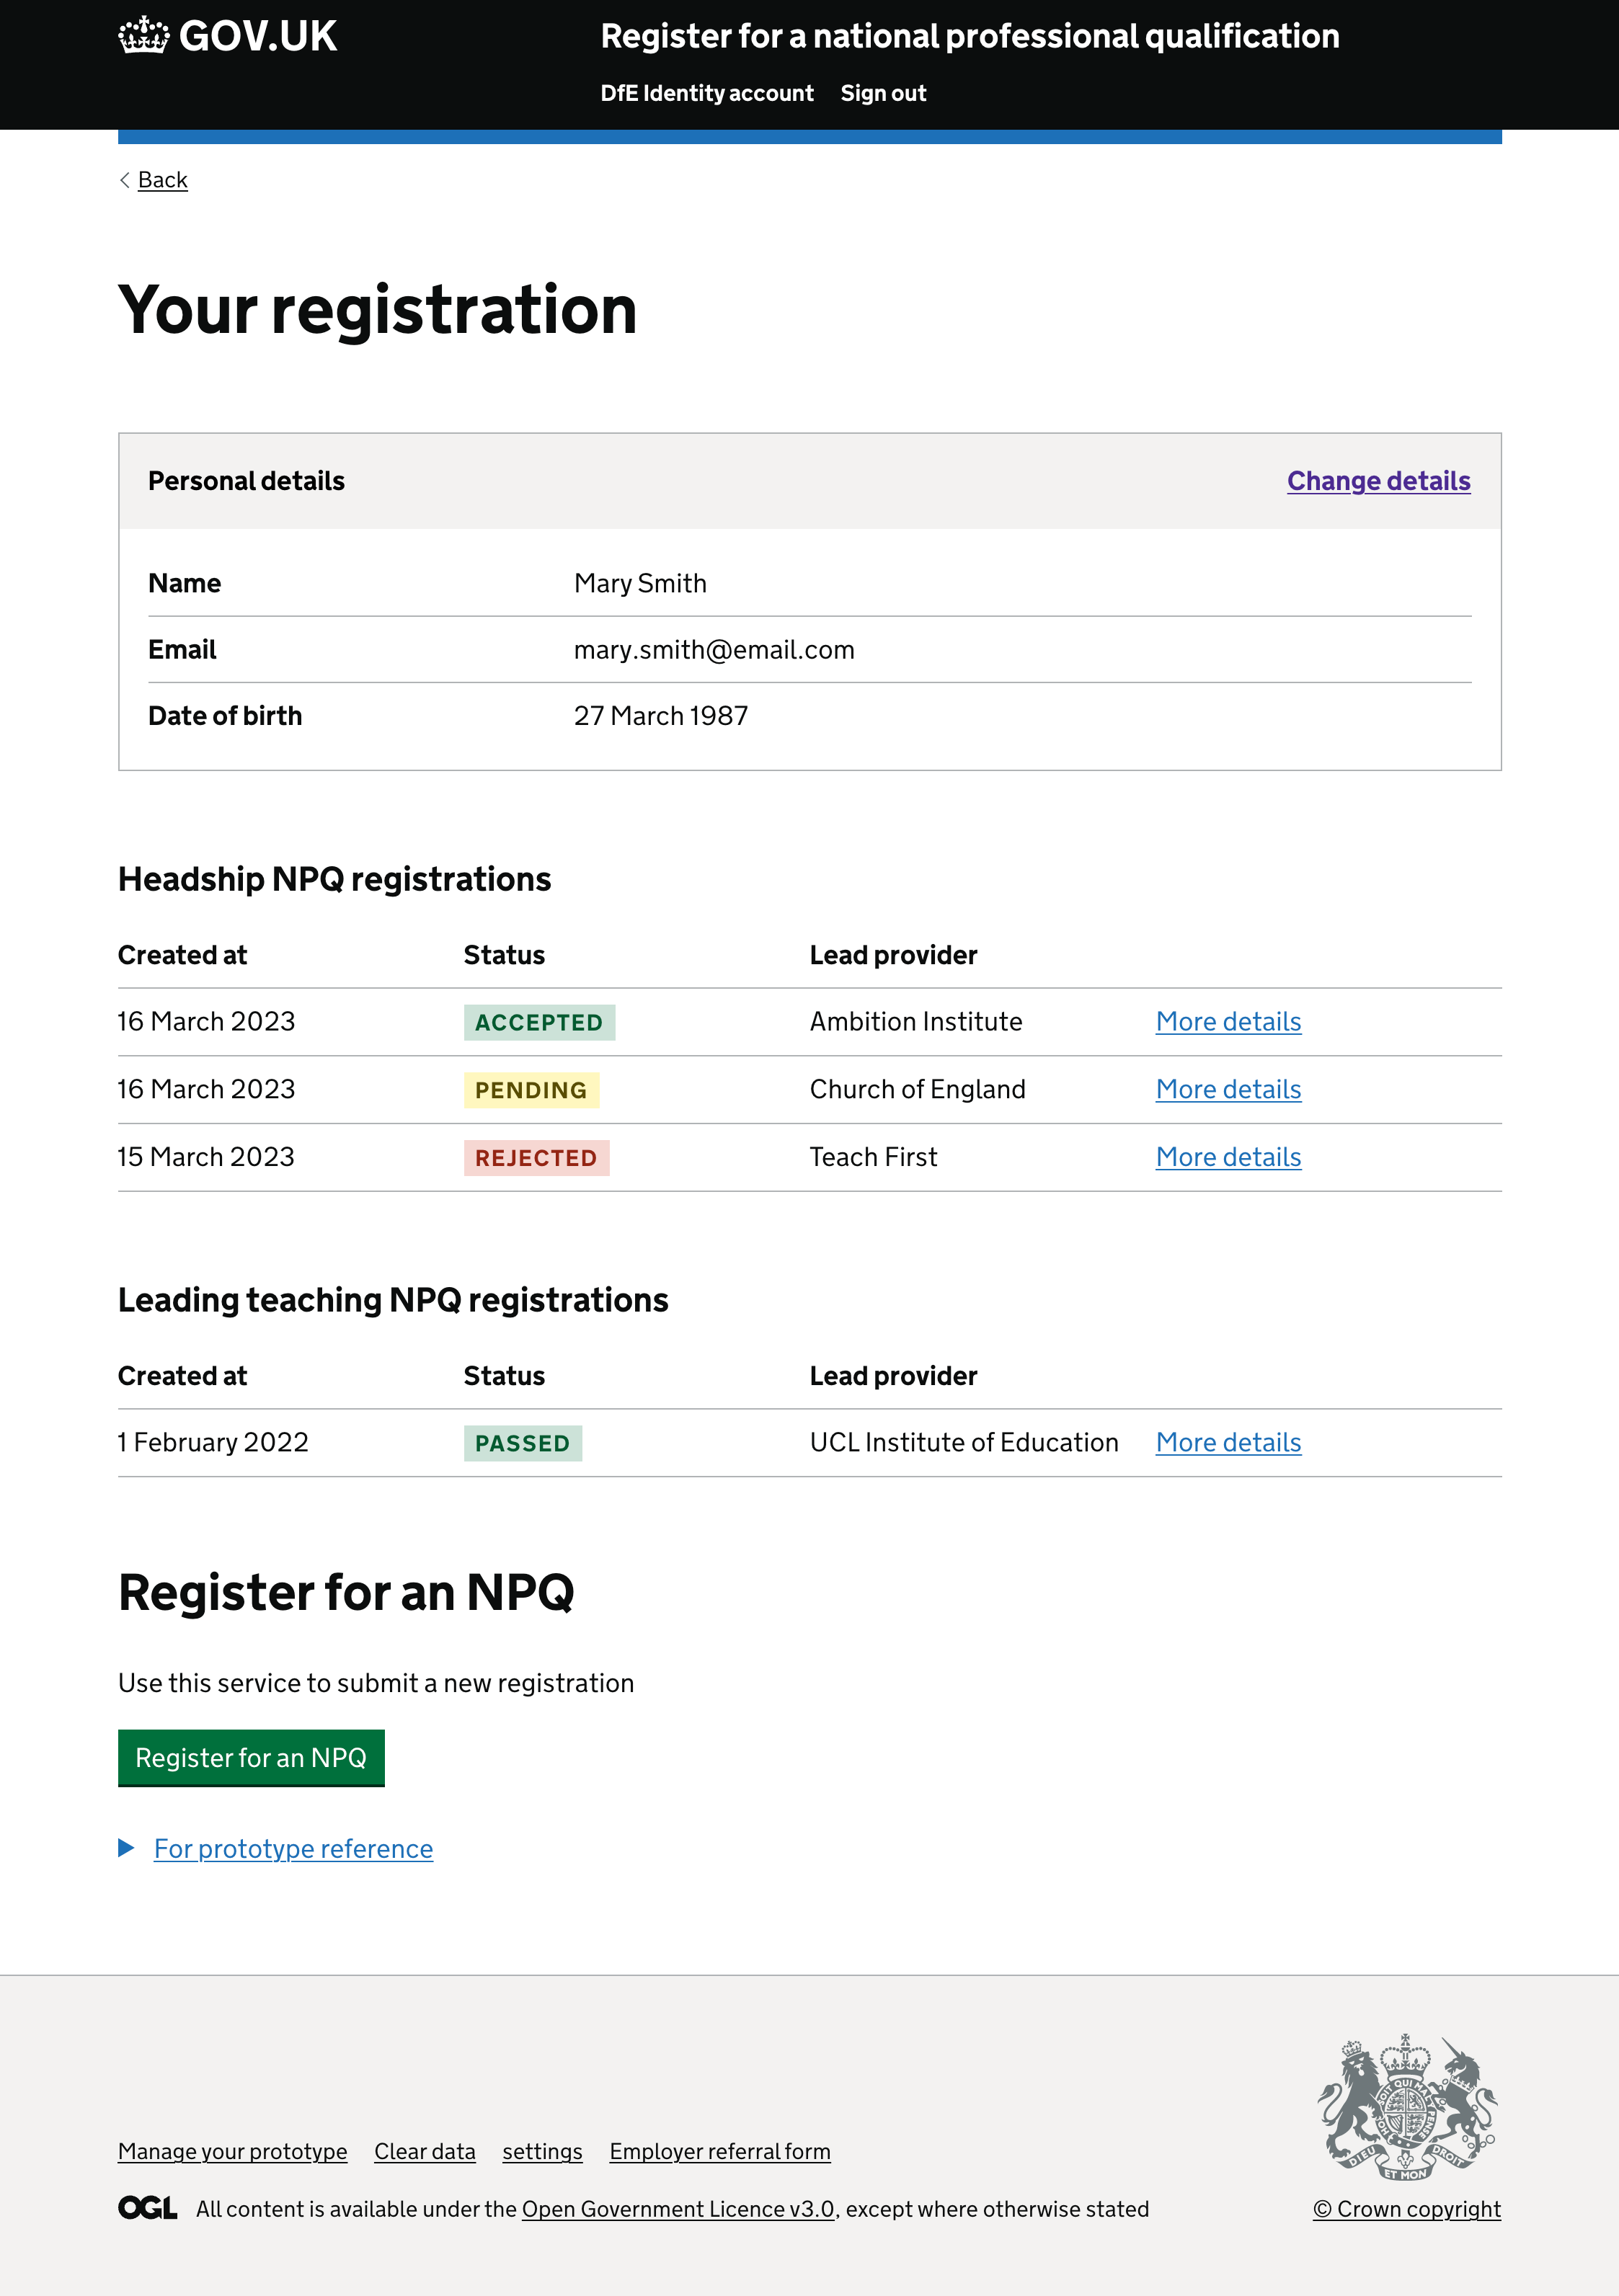 GOV.UK
Register for a national professional qualification
DfE Identity account Sign out
Back
Your registration
Personal details Change details
Name Mary Smith
Email mary.smith@email.com
Date of birth 27 March 1987
Headship NPQ registrations
Created at Status Lead provider
16 March 2023 ACCEPTED Ambition Institute More details
16 March 2023 PENDING Church of England More details
15 March 2023 REJECTED Teach First More details
Leading teaching NPQ registrations
Created at Status Lead provider
1 February 2022 PASSED UCL Institute of Education More details
Register for an NPQ
Use this service to submit a new registration
Register for an NPQ
For prototype reference
DIEU ET MON DROIT
Manage your prototype Clear data settings Employer referral form
OGL All content is available under the Open Government Licence v3.0, except where otherwise stated © Crown copyright